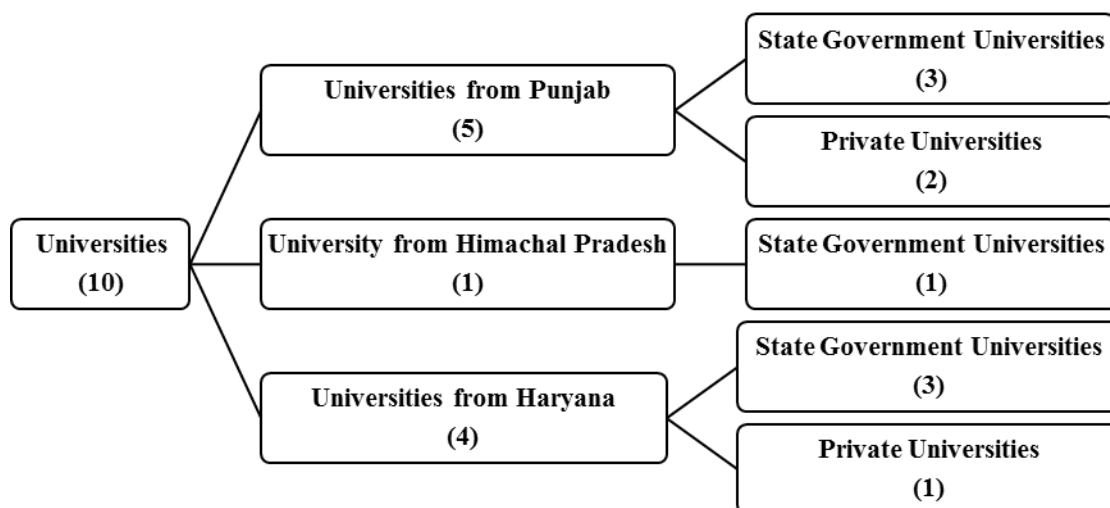 Universities
(10)
Universities from Punjab
(5)
State Government Universities
(3)
Private Universities
(2)
University from Himachal Pradesh
(1)
State Government Universities
(1)
Universities from Haryana
(4)
State Government Universities
(3)
Private Universities
(1)